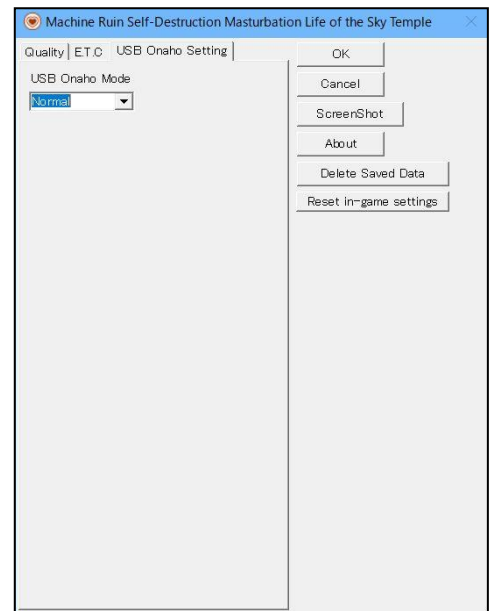 Machine Ruin Self-Destruction Masturbation Life of the Sky Temple
Quality E.T.C USB Onaho Setting
USB Onaho Mode
Normal
OK
Cancel
ScreenShot
About
Delete Saved Data
Reset in-game settings